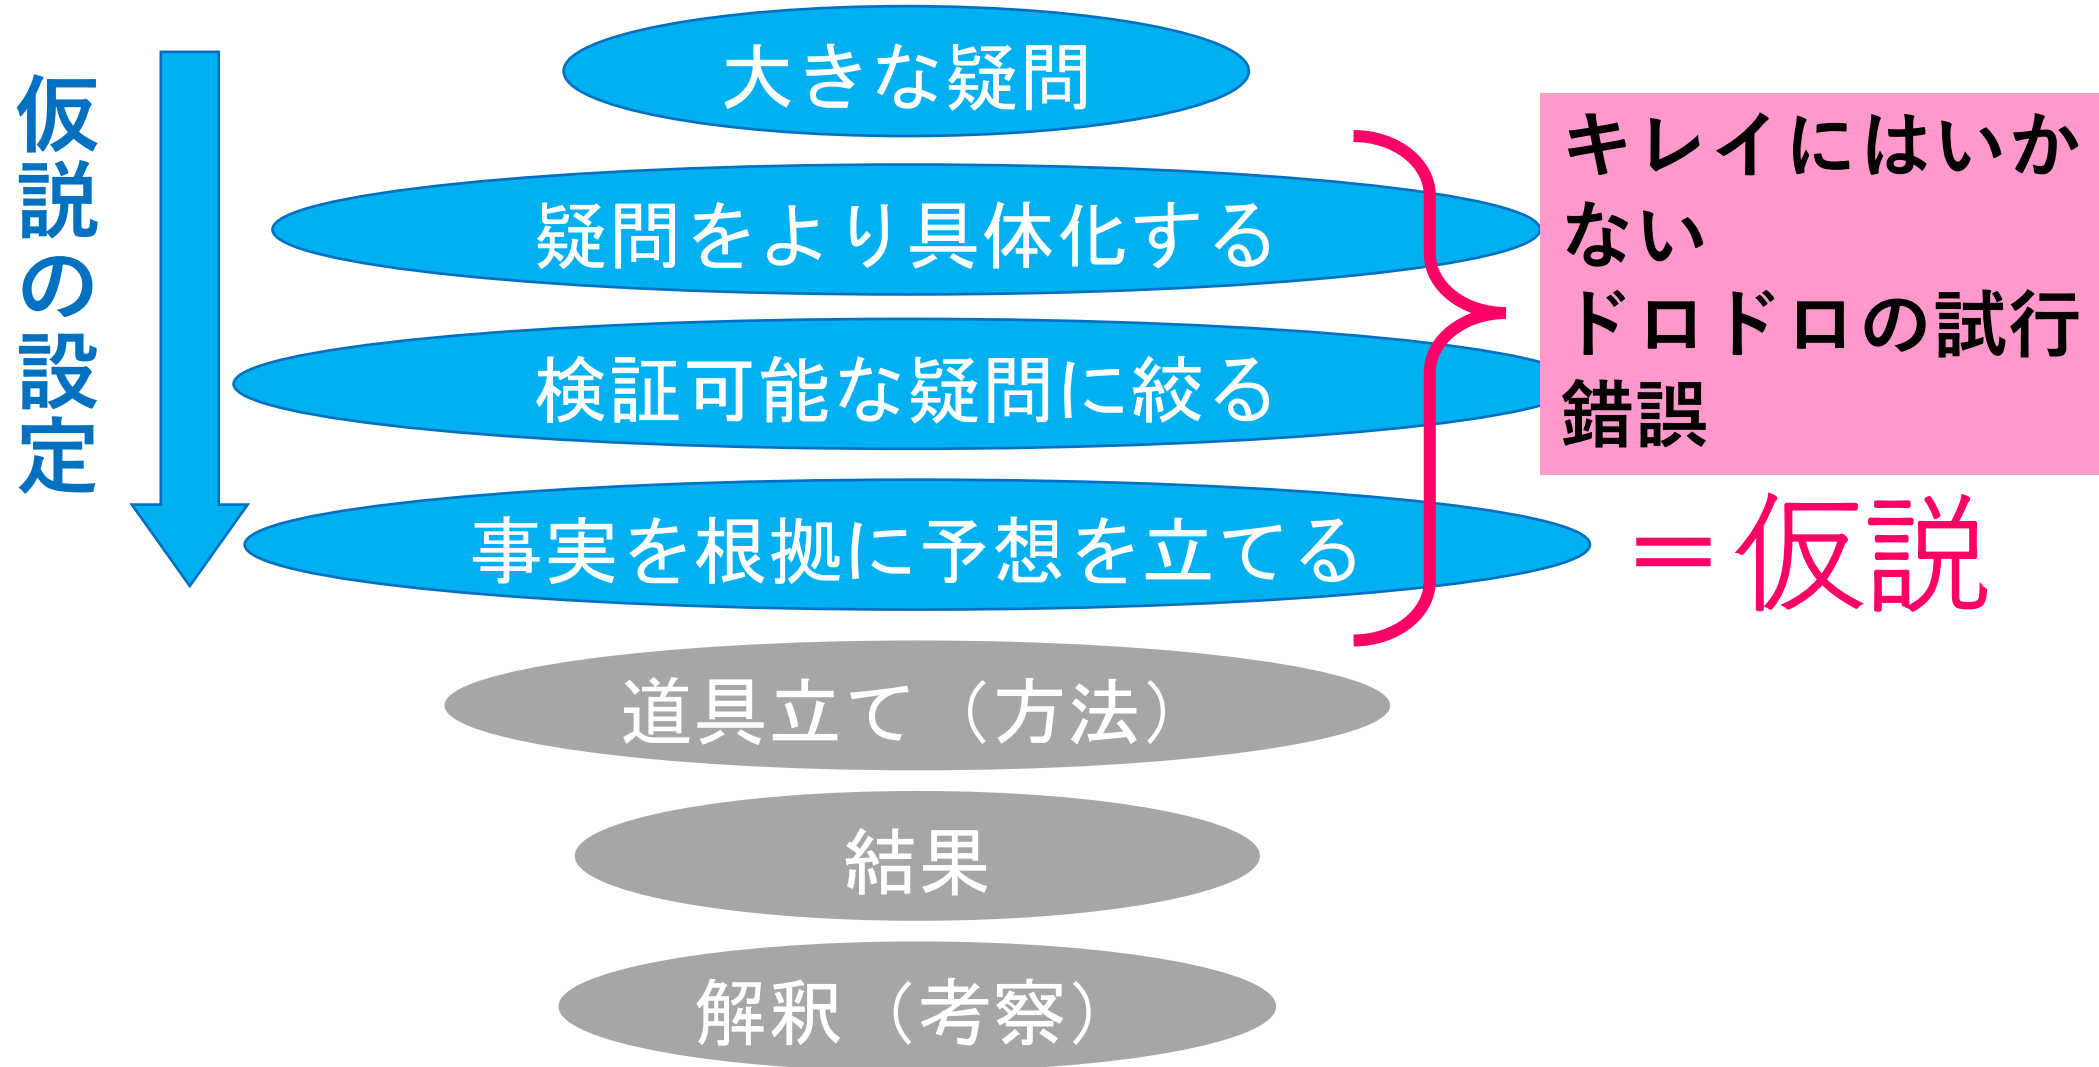 仮説の設定
大きな疑問
疑問をより具体化する
検証可能な疑問に絞る
事実を根拠に予想を立てる
キレイにはいか
ない
ドロドロの試行
錯誤
＝仮説
道具立て（方法）
結果
解釈（考察）